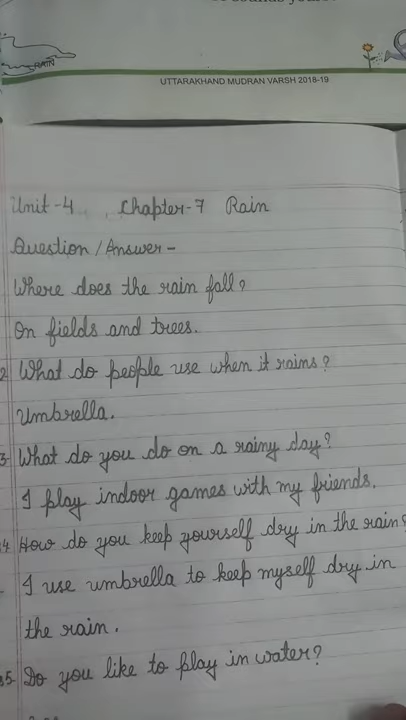 RAIN
UTTARAKHAND MUDRAN VARSH 2018-19
Unit-4 Chapter-7 Rain
Question / Answer -
Where does the rain fall?
On fields and trees.
2 What do people use when it rains?
Umbrella.
3- What do you do on a rainy day?
I play indoor games with my friends.
4 How do you keep yourself dry in the rain?
I use umbrella to keep myself dry in
the rain.
5- Do you like to play in water?